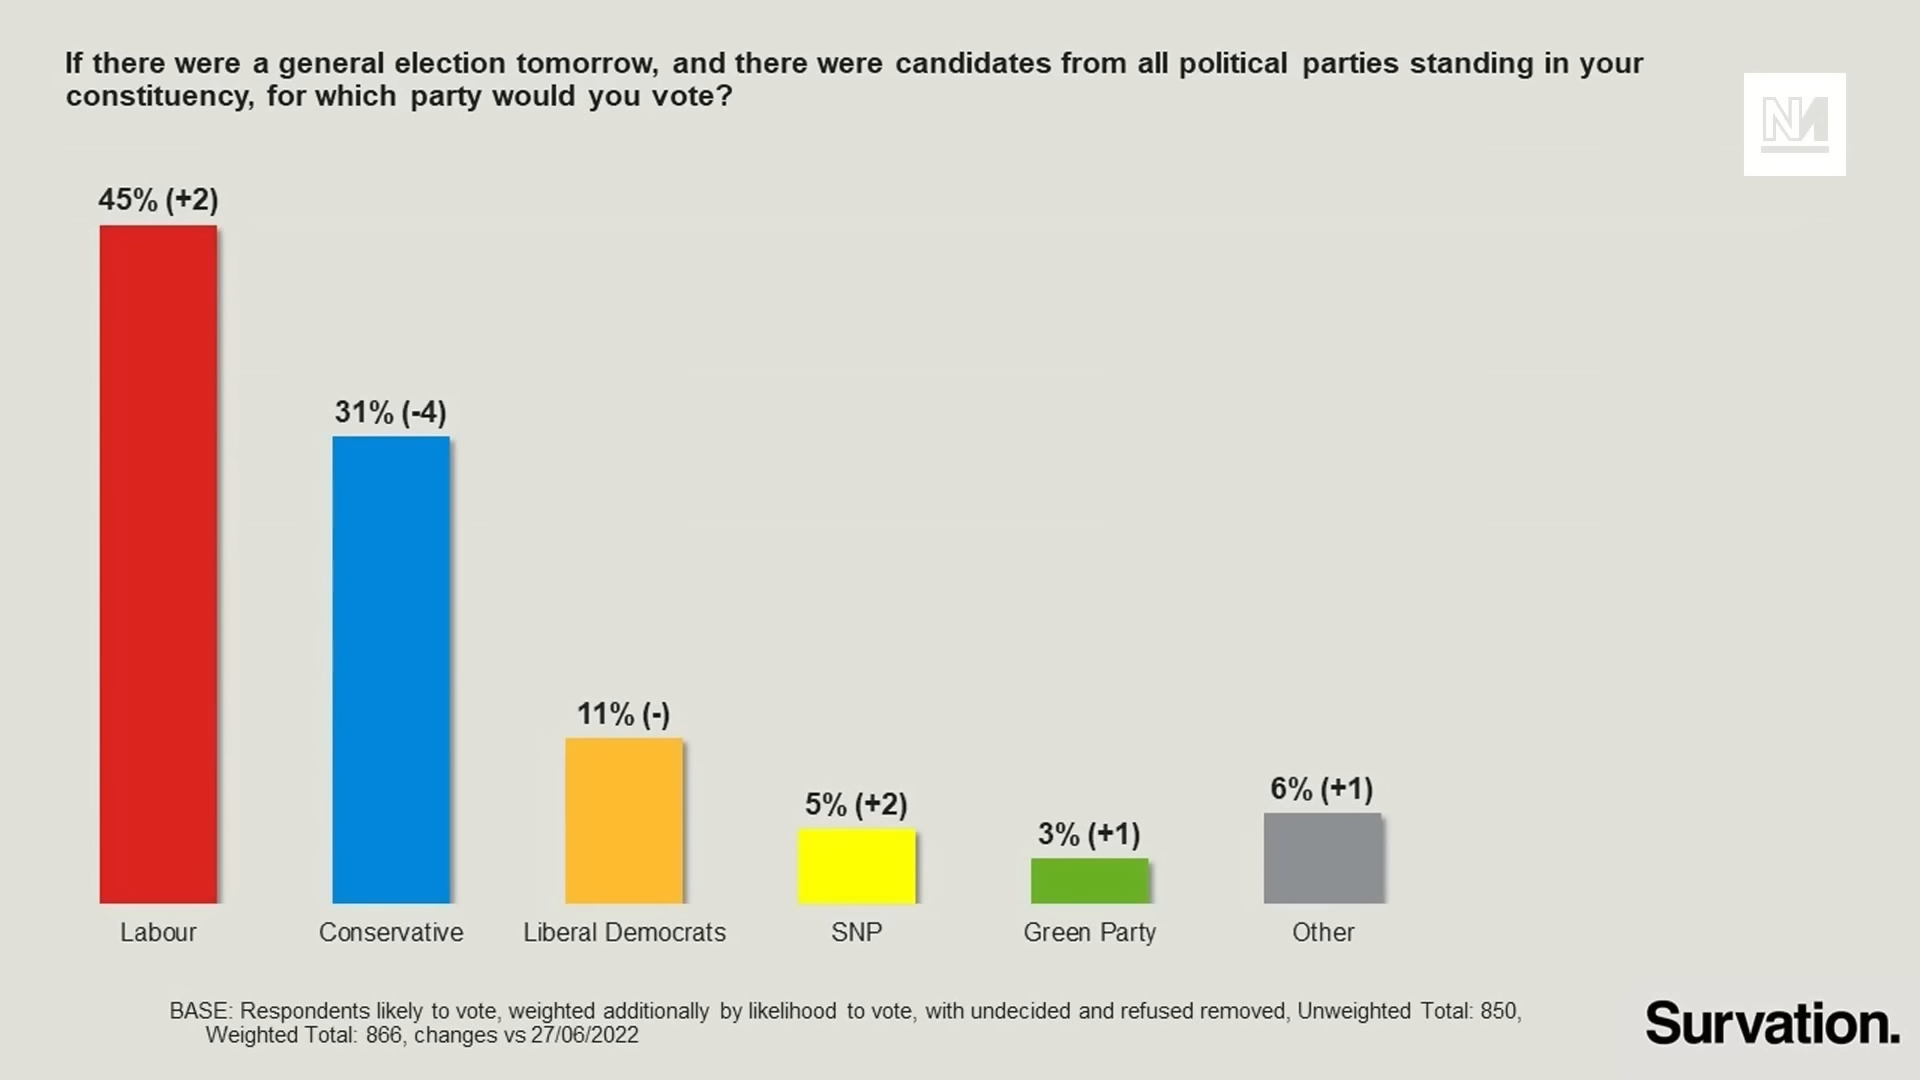 If there were a general election tomorrow, and there were candidates from all political parties standing in your
constituency, for which party would you vote?
NM
45% (+2)
31% (-4)
11% (-)
5% (+2)
3% (+1)
6% (+1)
Labour
Conservative
Liberal Democrats
SNP
Green Party
Other
BASE: Respondents likely to vote, weighted additionally by likelihood to vote, with undecided and refused removed, Unweighted Total: 850,
Weighted Total: 866, changes vs 27/06/2022
Survation.